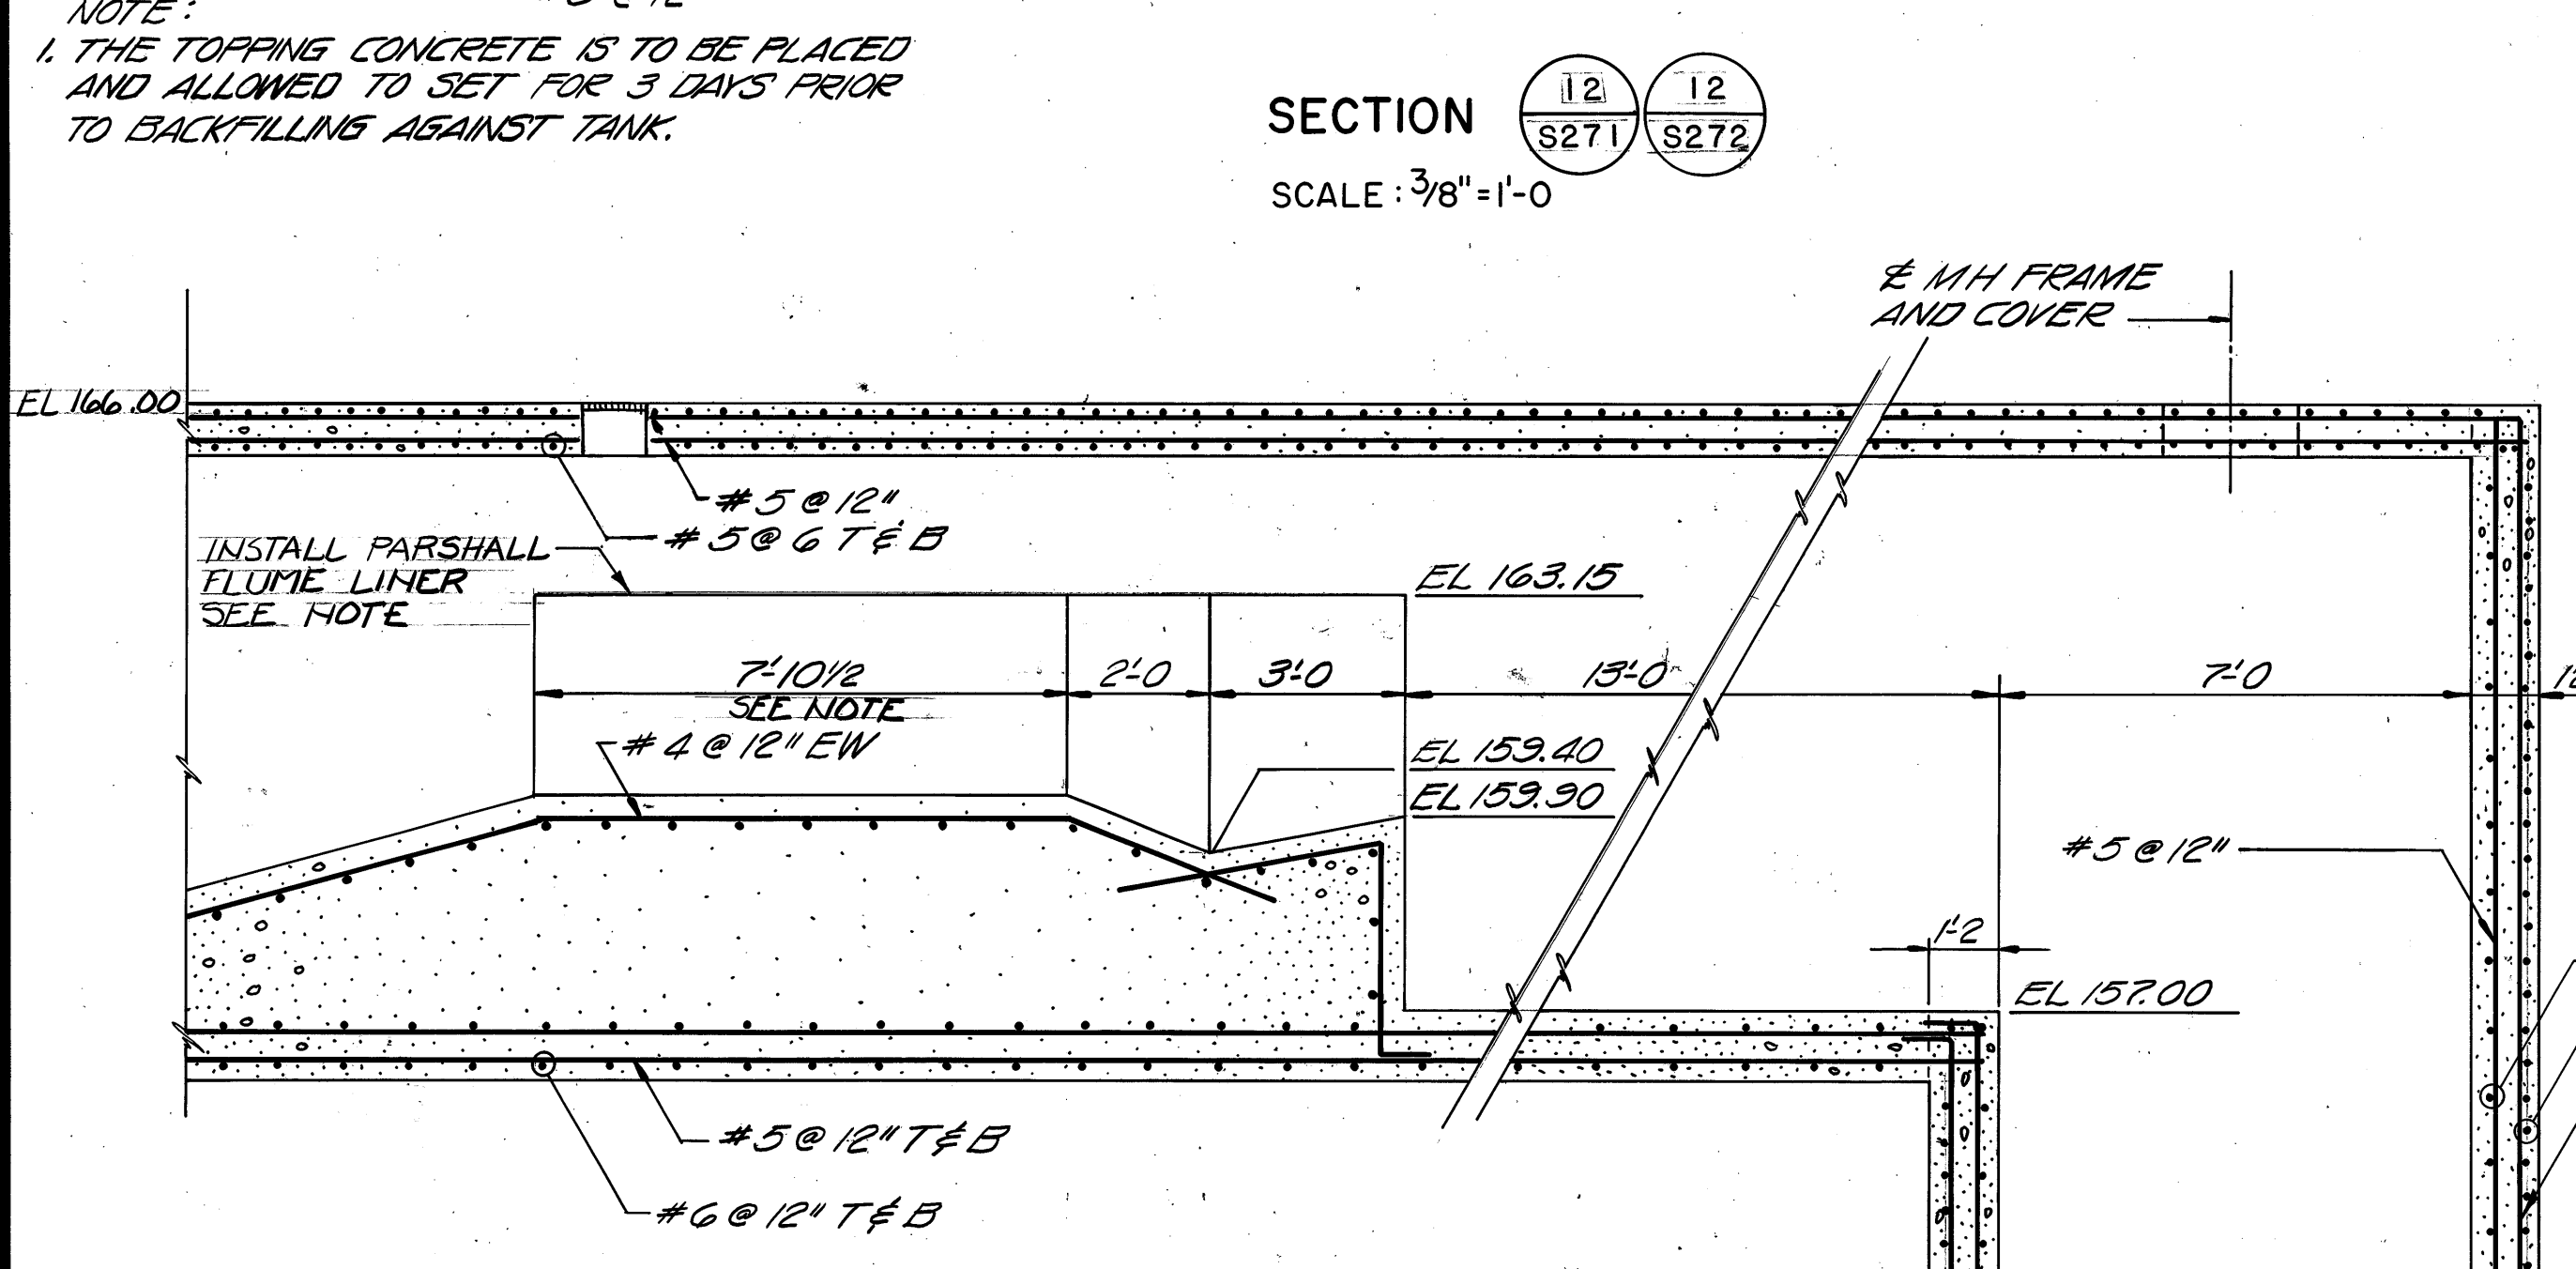 NOTE:
1. THE TOPPING CONCRETE IS TO BE PLACED
AND ALLOWED TO SET FOR 3 DAYS PRIOR
TO BACKFILLING AGAINST TANK.
SECTION
12
S271
12
S272
SCALE: 3/8"=1'-0
℄ MH FRAME
AND COVER
EL 166.00
#5@12"
#5@6 T&B
INSTALL PARSHALL
FLUME LINER
SEE NOTE
EL 163.15
7'-10 1/2
SEE NOTE
2'-0
3'-0
13'-0
7'-0
#4@12" EW
EL 159.40
EL 159.90
#5@12"
1'-2
EL 157.00
#5@12" T&B
#6@12" T&B